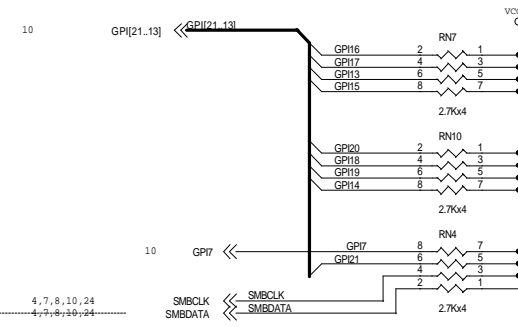 vcc
10 GPI[21..13] GPI[21..13]
RN7
GPI16 2 1
GPI17 4 3
GPI13 6 5
GPI15 8 7
2.7Kx4
RN10
GPI20 2 1
GPI18 4 3
GPI19 6 5
GPI14 8 7
2.7Kx4
RN4
10 GPI7 GPI7 8 7
GPI21 6 5
4 3
2 1
4,7,8,10,24 SMBCLK SMBCLK
4,7,8,10,24 SMBDATA SMBDATA
2.7Kx4